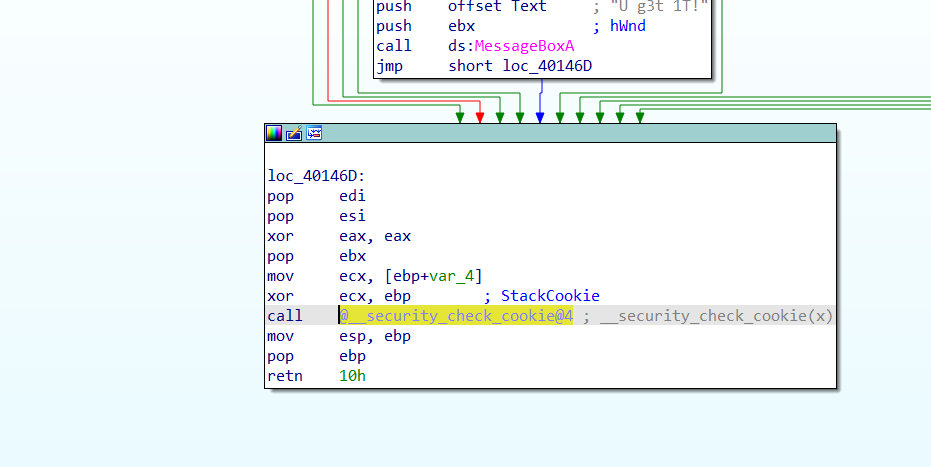 push offset Text ; "U g3t 1T!"
push ebx ; hWnd
call ds:MessageBoxA
jmp short loc_40146D
loc_40146D:
pop edi
pop esi
xor eax, eax
pop ebx
mov ecx, [ebp+var_4]
xor ecx, ebp ; StackCookie
call @__security_check_cookie@4 ; __security_check_cookie(x)
mov esp, ebp
pop ebp
retn 10h